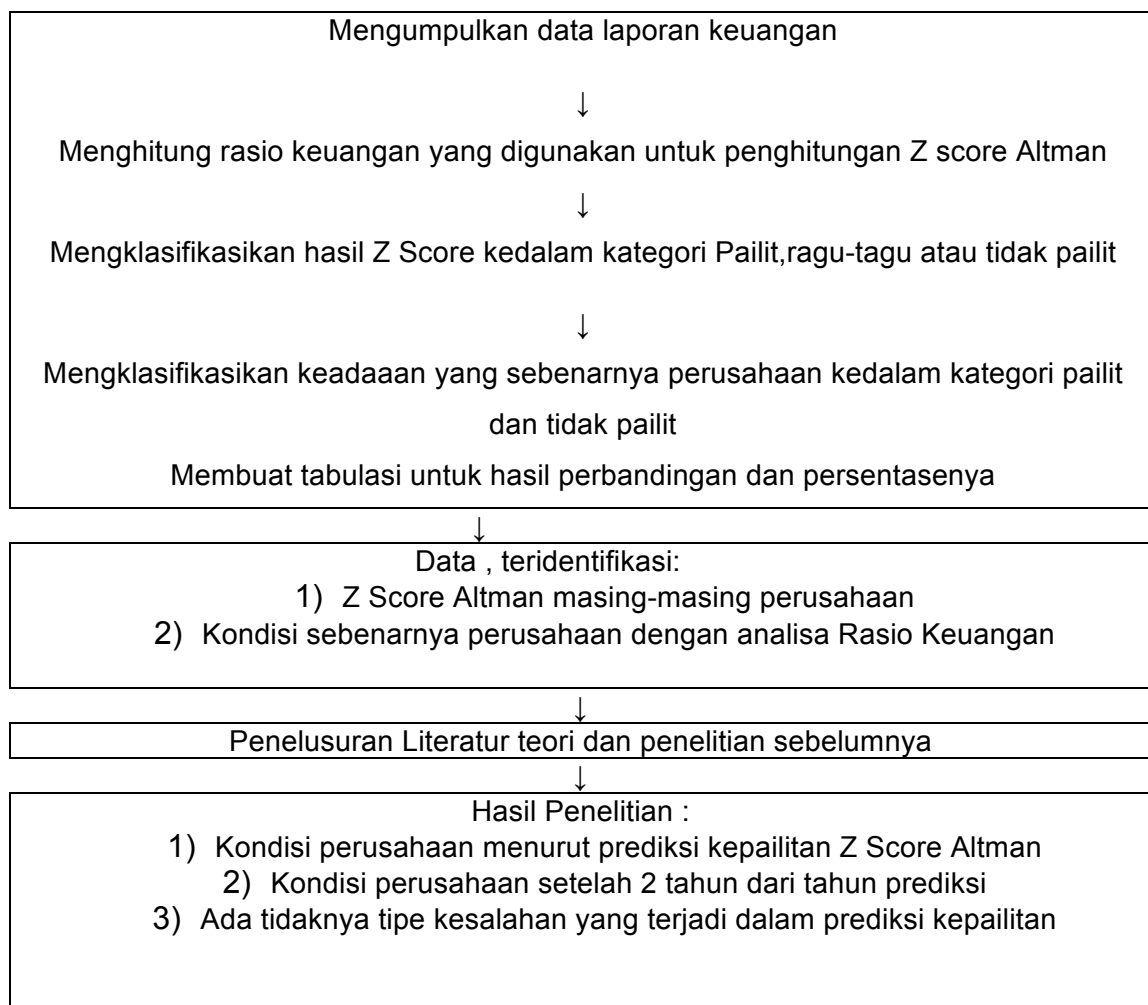 Mengumpulkan data laporan keuangan
↓
Menghitung rasio keuangan yang digunakan untuk penghitungan Z score Altman
↓
Mengklasifikasikan hasil Z Score kedalam kategori Pailit,ragu-tagu atau tidak pailit
↓
Mengklasifikasikan keadaaan yang sebenarnya perusahaan kedalam kategori pailit
dan tidak pailit
Membuat tabulasi untuk hasil perbandingan dan persentasenya
↓
Data , teridentifikasi:
1) Z Score Altman masing-masing perusahaan
2) Kondisi sebenarnya perusahaan dengan analisa Rasio Keuangan
↓
Penelusuran Literatur teori dan penelitian sebelumnya
↓
Hasil Penelitian :
1) Kondisi perusahaan menurut prediksi kepailitan Z Score Altman
2) Kondisi perusahaan setelah 2 tahun dari tahun prediksi
3) Ada tidaknya tipe kesalahan yang terjadi dalam prediksi kepailitan